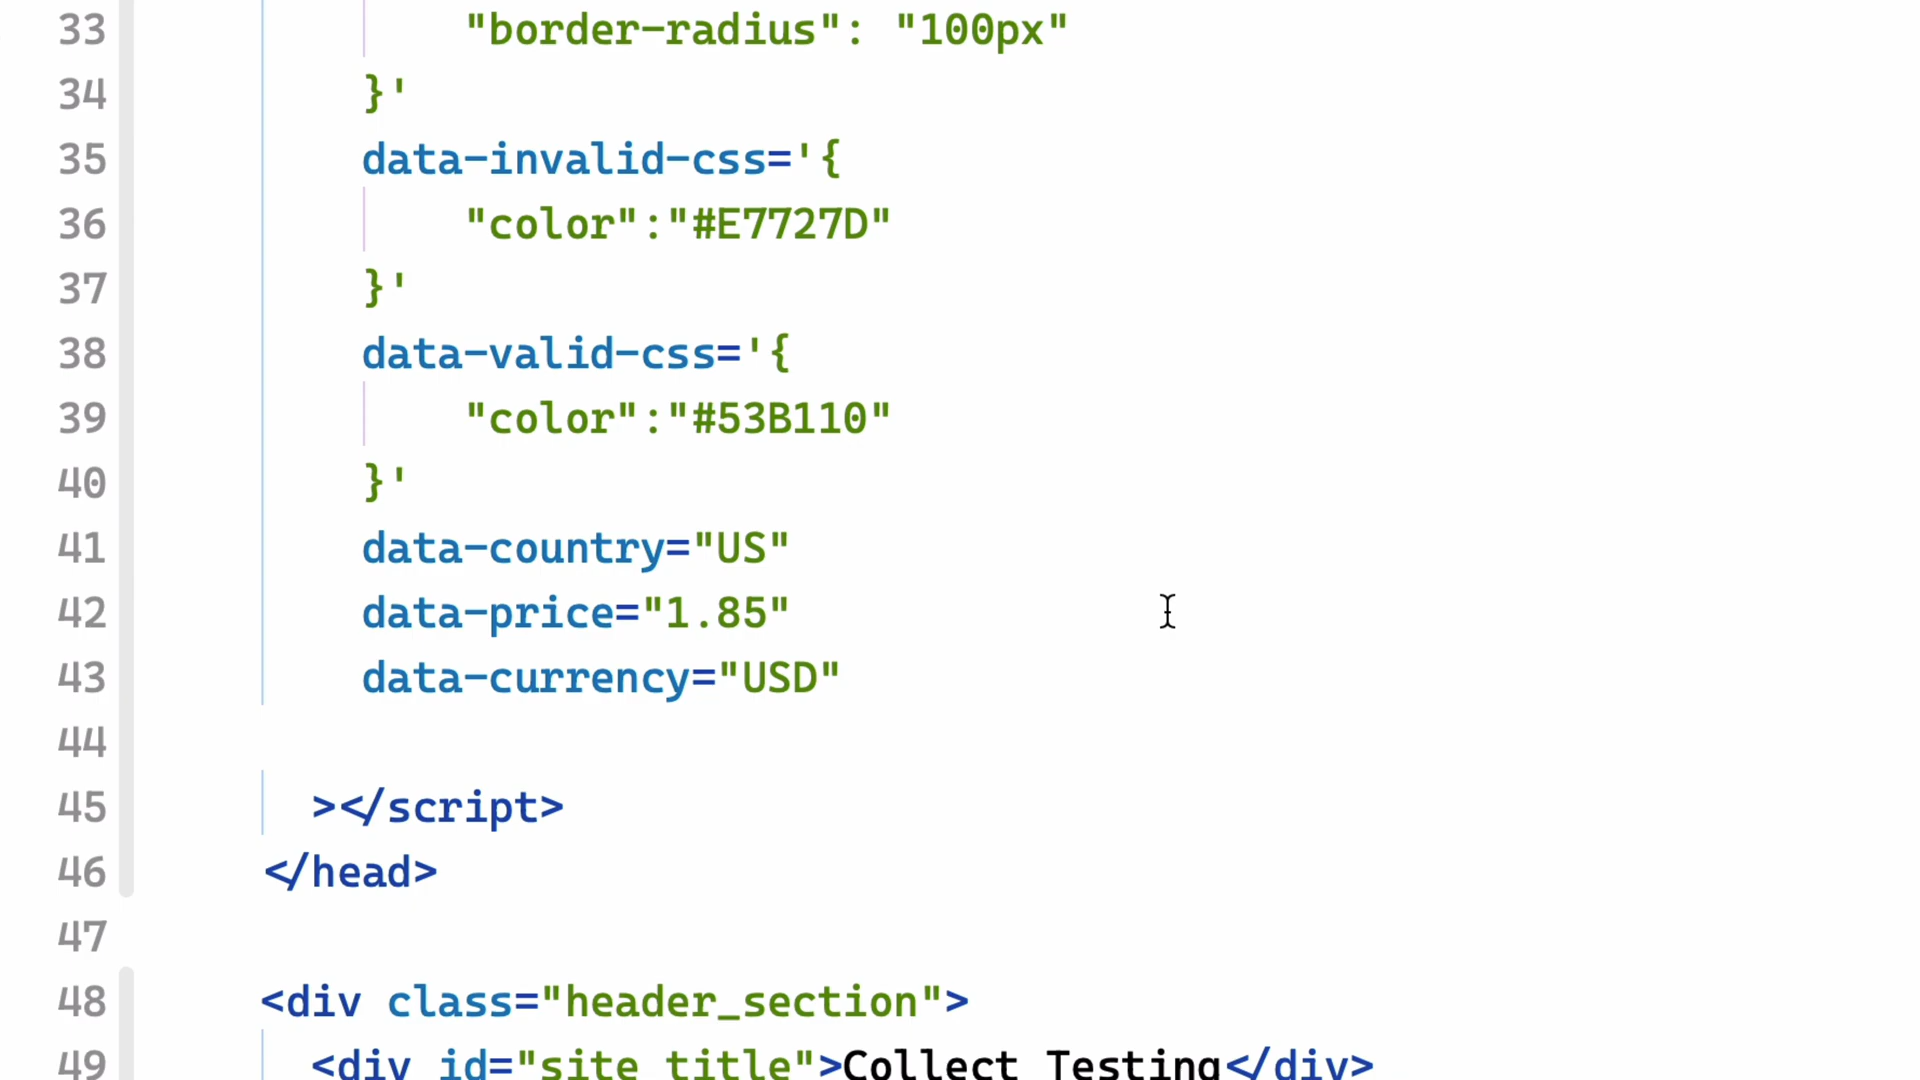 33 "border-radius": "100px"
34 }'
35 data-invalid-css='{
36 "color":"#E7727D"
37 }'
38 data-valid-css='{
39 "color":"#53B110"
40 }'
41 data-country="US"
42 data-price="1.85"
43 data-currency="USD"
44
45 ></script>
46 </head>
47
48 <div class="header_section">
49 <div id="site_title">Collect Testing</div>